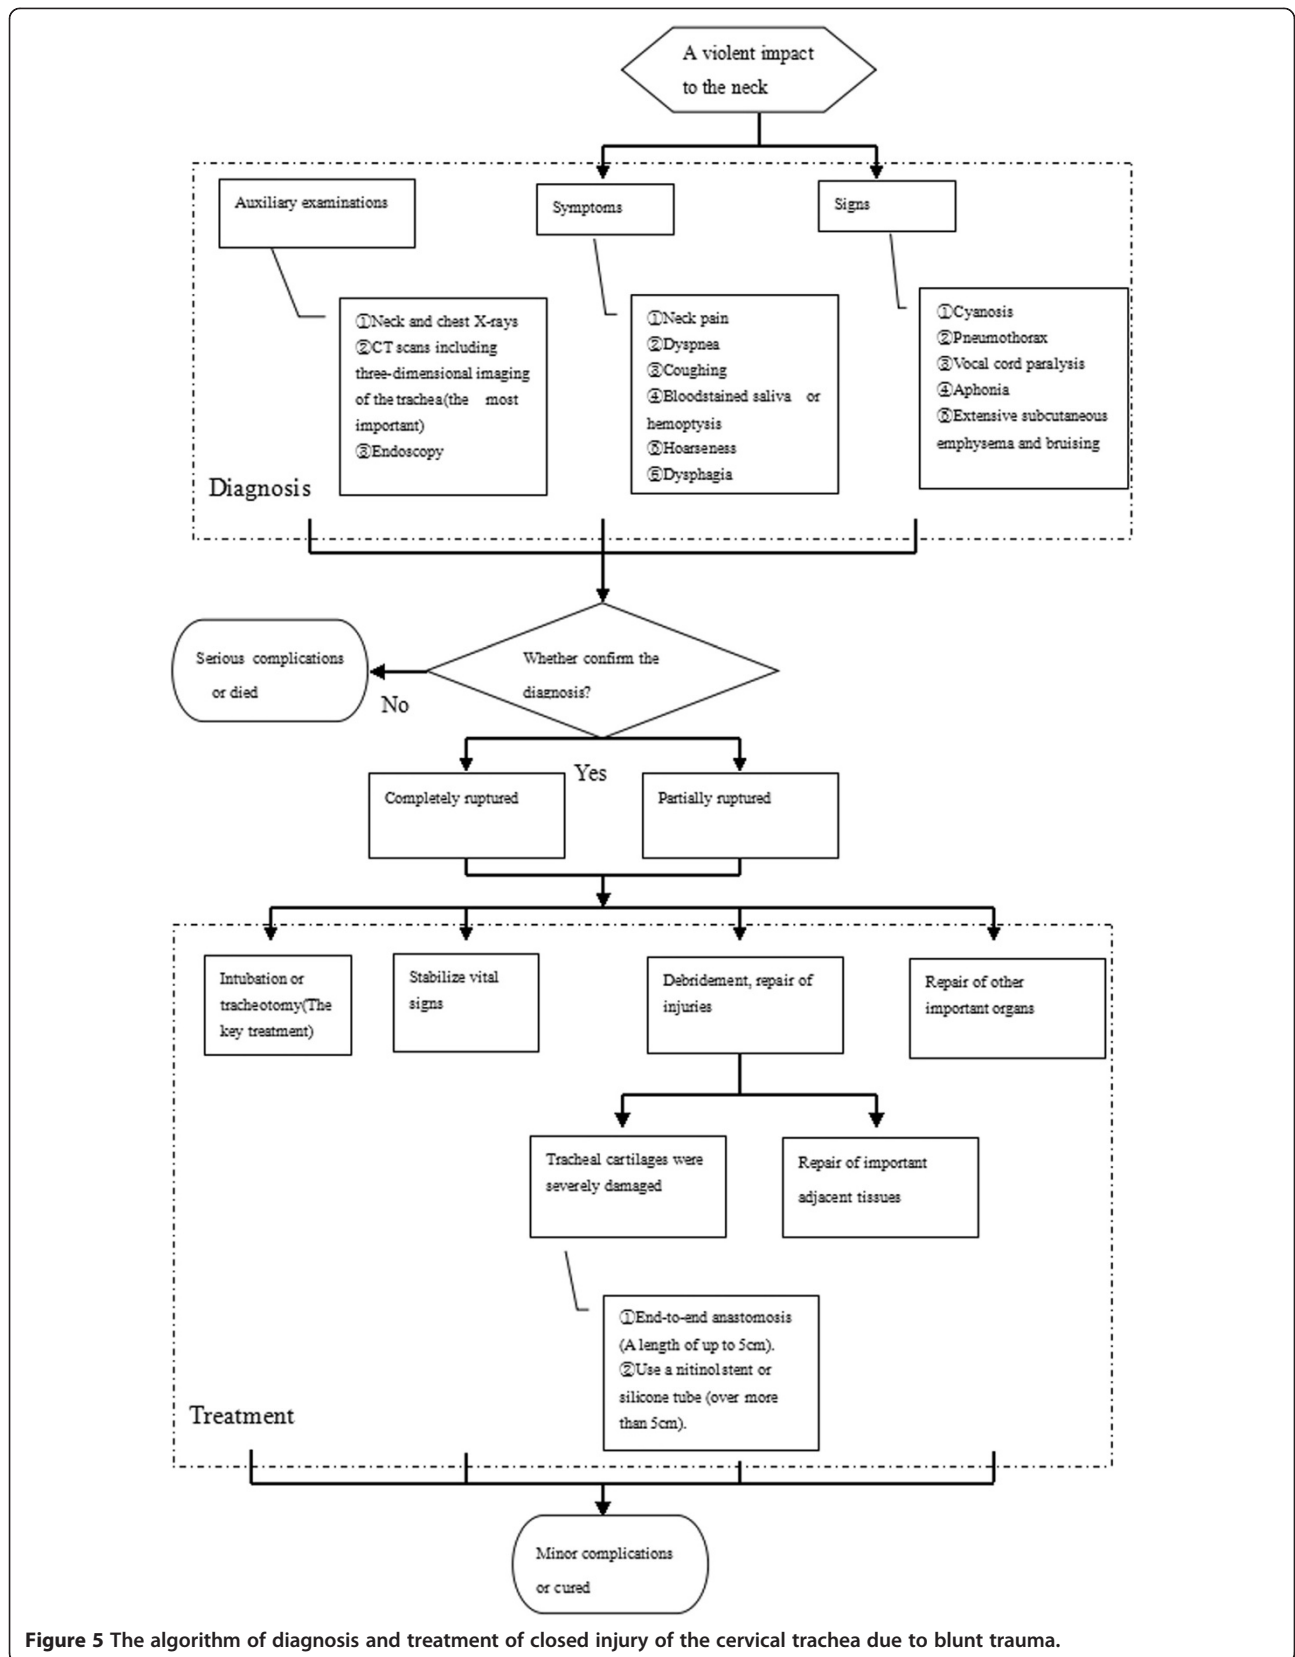 A violent impact
to the neck
Auxiliary examinations
Symptoms
Signs
①Neck and chest X-rays
②CT scans including
three-dimensional imaging
of the trachea(the most
important)
③Endoscopy
①Neck pain
②Dyspnea
③Coughing
④Bloodstained saliva or
hemoptysis
⑤Hoarseness
⑥Dysphagia
①Cyanosis
②Pneumothorax
③Vocal cord paralysis
④Aphonia
⑤Extensive subcutaneous
emphysema and bruising
Diagnosis
Whether confirm the
diagnosis?
Serious complications
or died
No
Yes
Completely ruptured
Partially ruptured
Intubation or
tracheotomy(The
key treatment)
Stabilize vital
signs
Debridement, repair of
injuries
Repair of other
important organs
Tracheal cartilages were
severely damaged
Repair of important
adjacent tissues
①End-to-end anastomosis
(A length of up to 5cm).
②Use a nitinol stent or
silicone tube (over more
than 5cm).
Treatment
Minor complications
or cured
Figure 5 The algorithm of diagnosis and treatment of closed injury of the cervical trachea due to blunt trauma.